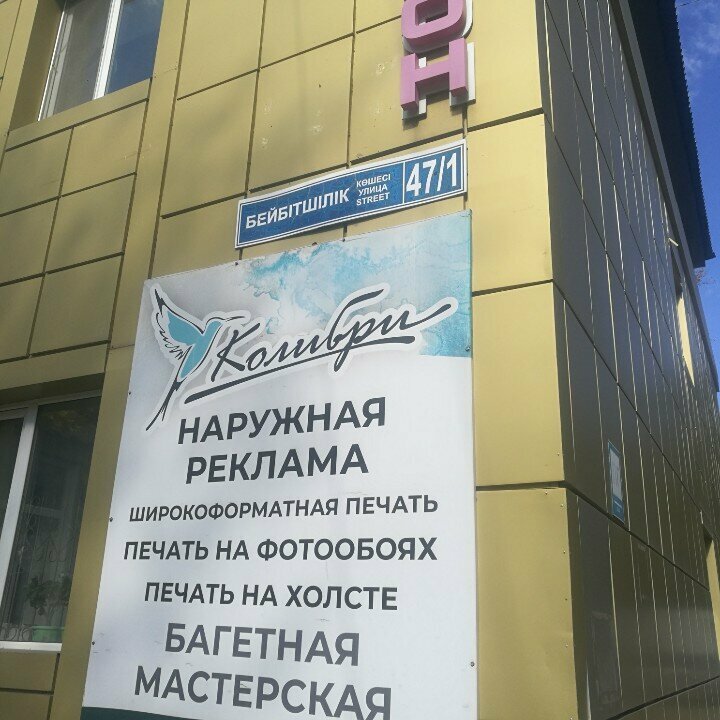 ОН
БЕЙБІТШІЛІК КӨШЕСІ УЛИЦА STREET 47/1
Колибри
НАРУЖНАЯ
РЕКЛАМА
ШИРОКОФОРМАТНАЯ ПЕЧАТЬ
ПЕЧАТЬ НА ФОТООБОЯХ
ПЕЧАТЬ НА ХОЛСТЕ
БАГЕТНАЯ
МАСТЕРСКАЯ